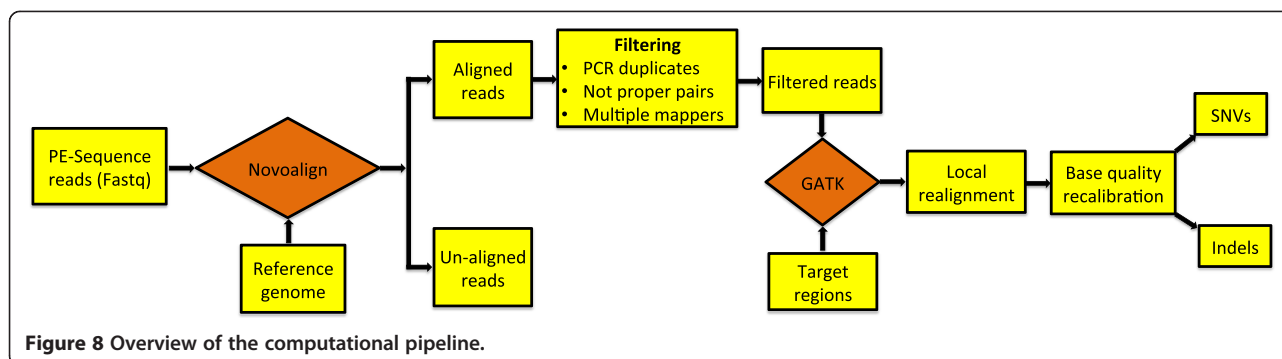 PE-Sequence
reads (Fastq)
Novoalign
Reference
genome
Aligned
reads
Un-aligned
reads
Filtering
• PCR duplicates
• Not proper pairs
• Multiple mappers
Filtered reads
GATK
Target
regions
Local
realignment
Base quality
recalibration
SNVs
Indels
Figure 8 Overview of the computational pipeline.